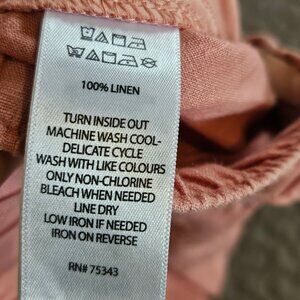 100% LINEN
TURN INSIDE OUT
MACHINE WASH COOL-
DELICATE CYCLE
WASH WITH LIKE COLOURS
ONLY NON-CHLORINE
BLEACH WHEN NEEDED
LINE DRY
LOW IRON IF NEEDED
IRON ON REVERSE
RN# 75343